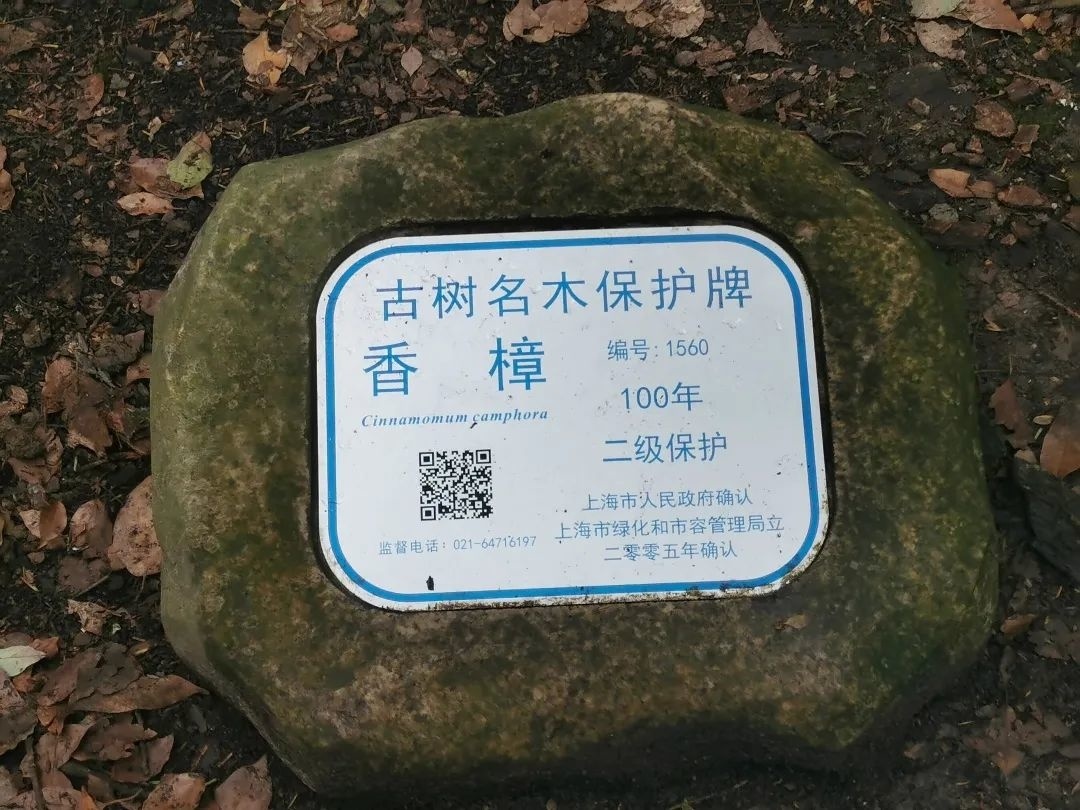 古树名木保护牌
香 樟
Cinnamomum camphora
编号:1560
100年
二级保护
上海市人民政府确认
上海市绿化和市容管理局立
二零零五年确认
监督电话:021-64716197